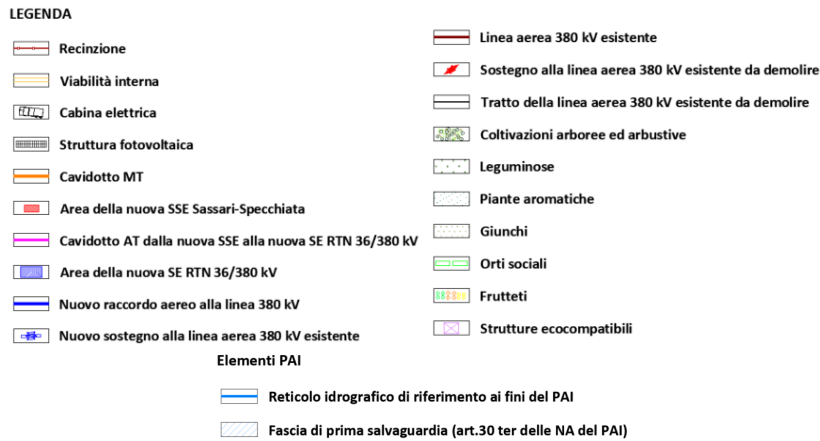 LEGENDA
Recinzione
Viabilità interna
Cabina elettrica
Struttura fotovoltaica
Cavidotto MT
Area della nuova SSE Sassari-Specchiata
Cavidotto AT dalla nuova SSE alla nuova SE RTN 36/380 kV
Area della nuova SE RTN 36/380 kV
Nuovo raccordo aereo alla linea 380 kV
Nuovo sostegno alla linea aerea 380 kV esistente
Linea aerea 380 kV esistente
Sostegno alla linea aerea 380 kV esistente da demolire
Tratto della linea aerea 380 kV esistente da demolire
Coltivazioni arboree ed arbustive
Leguminose
Piante aromatiche
Giunchi
Orti sociali
Frutteti
Strutture ecocompatibili
Elementi PAI
Reticolo idrografico di riferimento ai fini del PAI
Fascia di prima salvaguardia (art.30 ter delle NA del PAI)